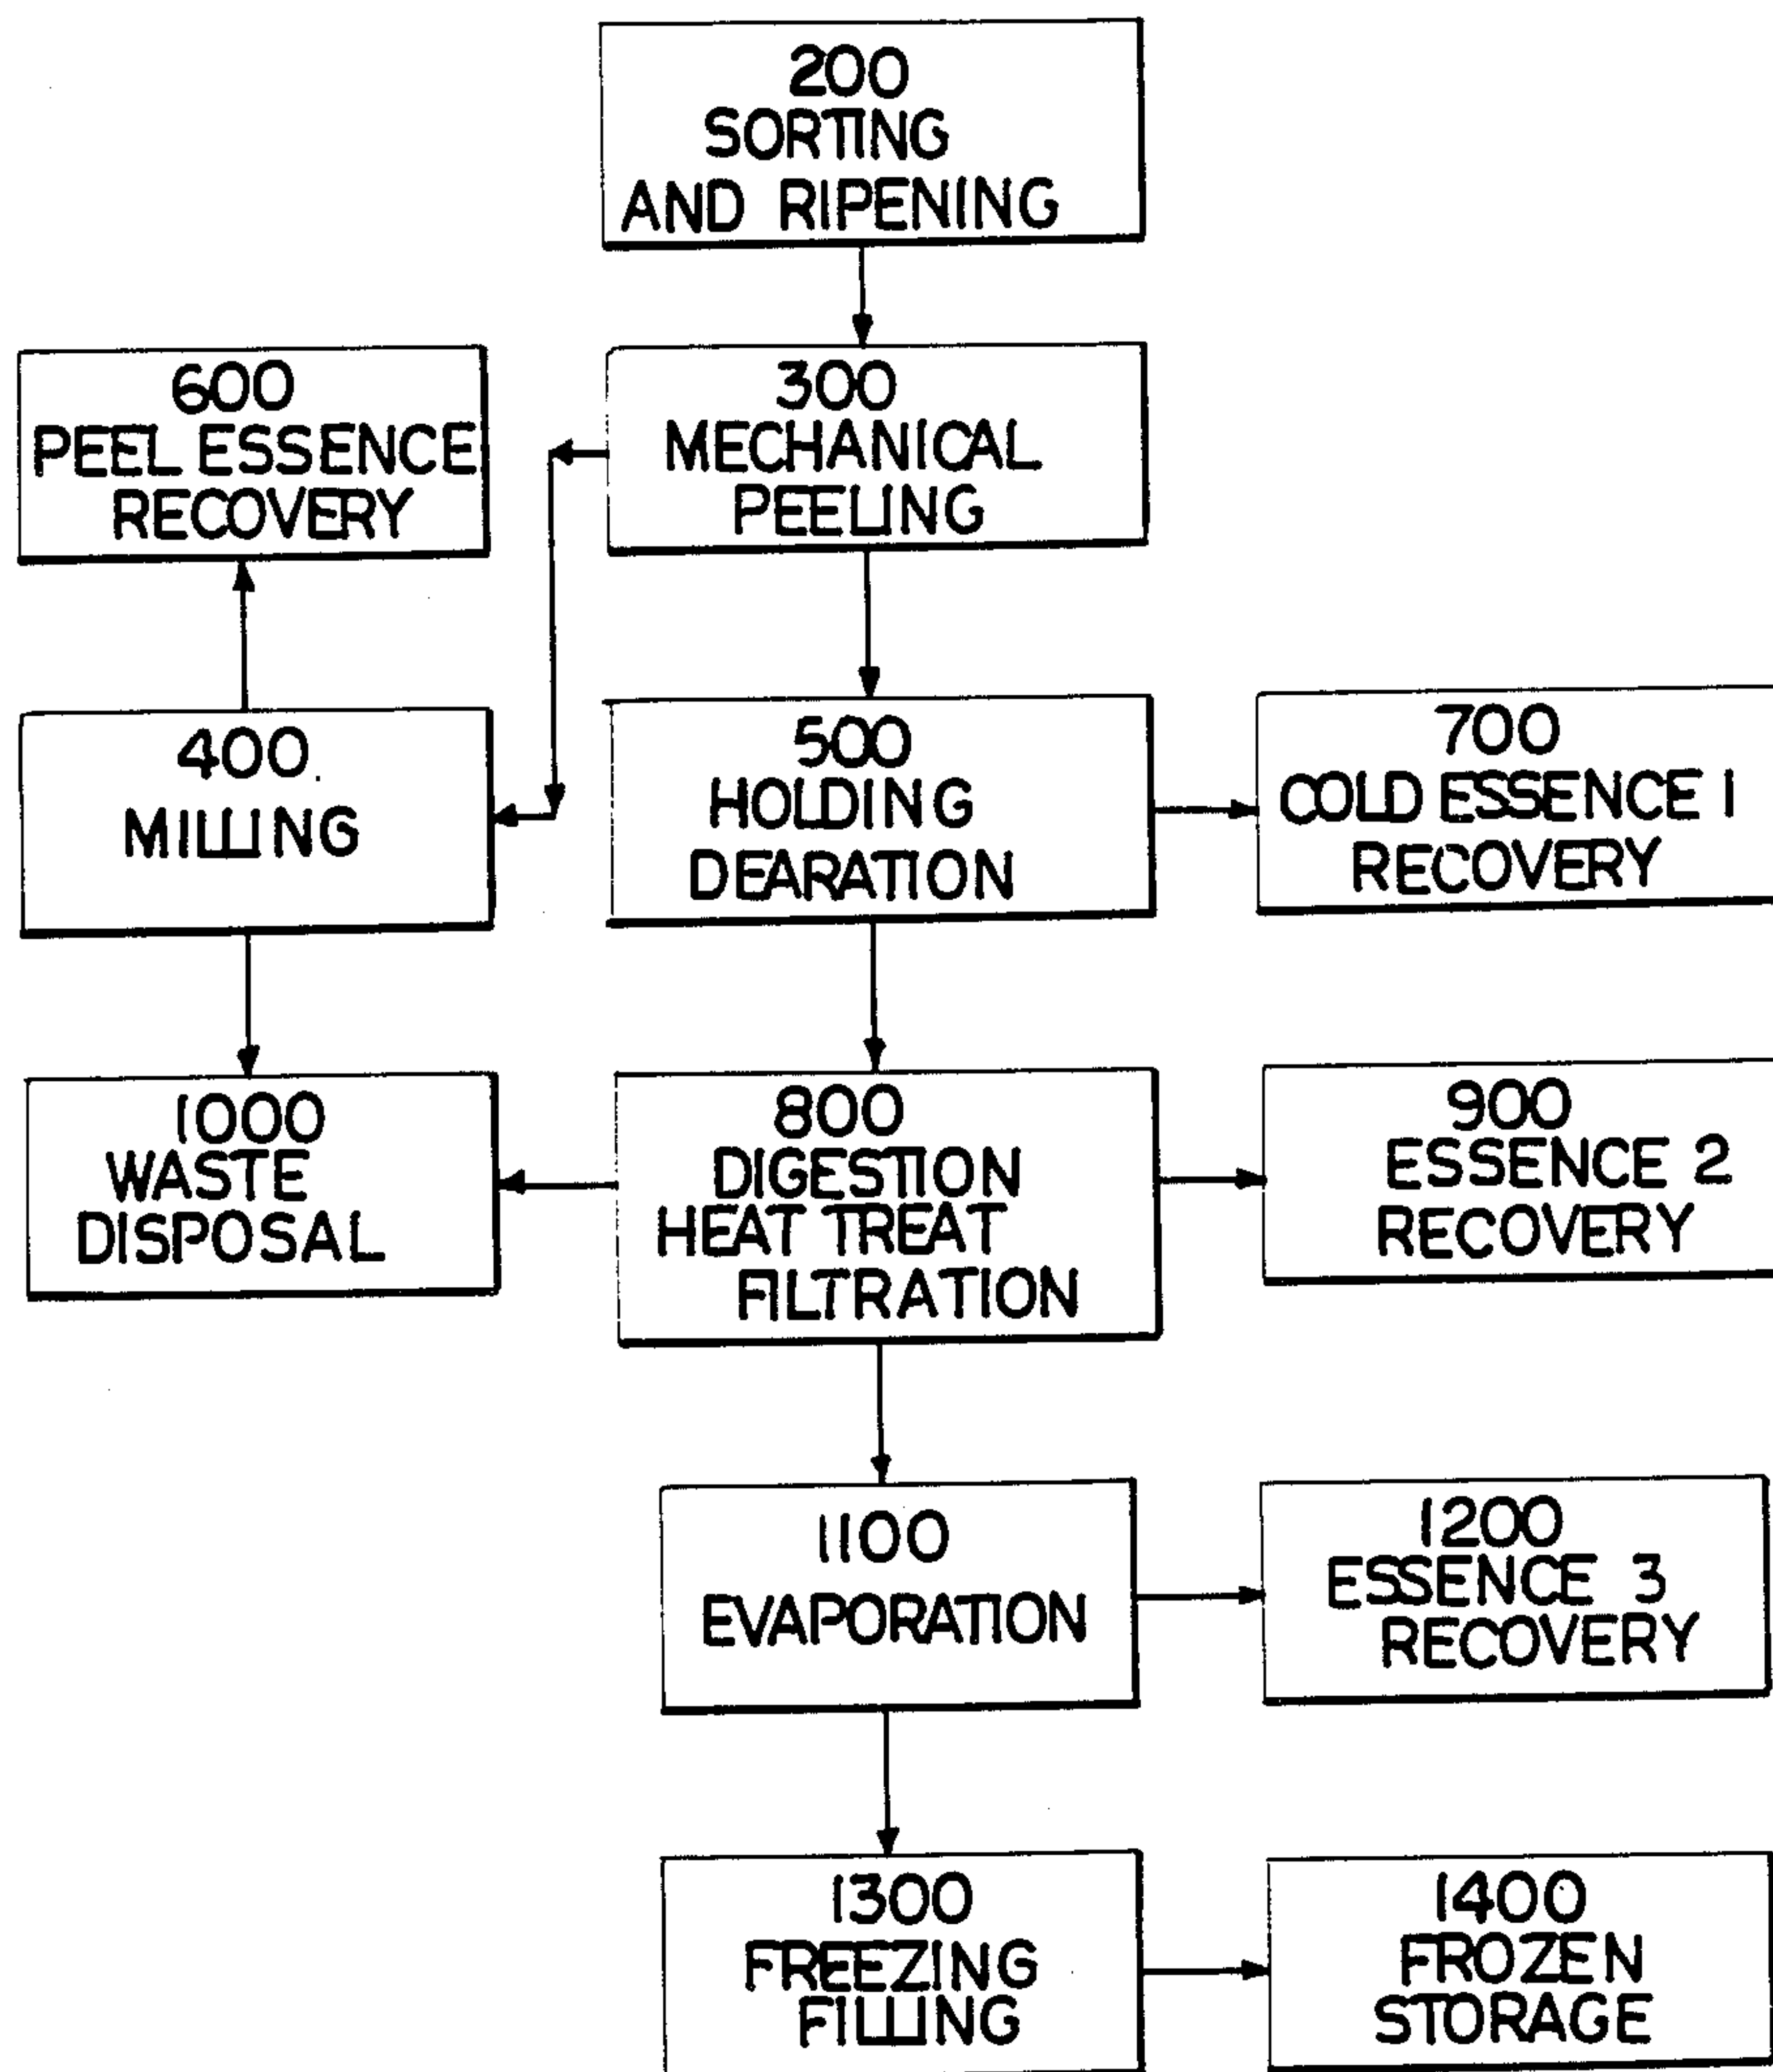 200
SORTING
AND RIPENING
600
PEEL ESSENCE
RECOVERY
300
MECHANICAL
PEELING
400
MILLING
500
HOLDING
DEARATION
700
COLD ESSENCE 1
RECOVERY
1000
WASTE
DISPOSAL
800
DIGESTION
HEAT TREAT
FILTRATION
900
ESSENCE 2
RECOVERY
1100
EVAPORATION
1200
ESSENCE 3
RECOVERY
1300
FREEZING
FILLING
1400
FROZEN
STORAGE